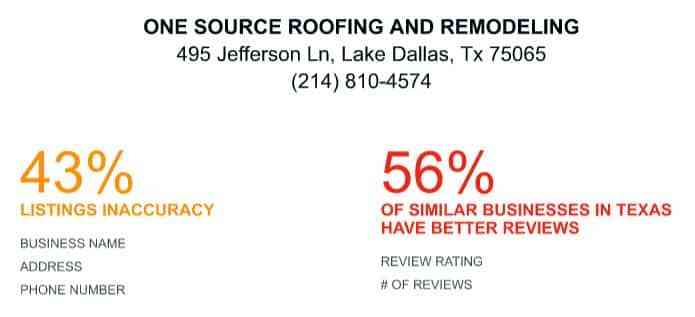 ONE SOURCE ROOFING AND REMODELING
495 Jefferson Ln, Lake Dallas, Tx 75065
(214) 810-4574
43%
LISTINGS INACCURACY
BUSINESS NAME
ADDRESS
PHONE NUMBER
56%
OF SIMILAR BUSINESSES IN TEXAS
HAVE BETTER REVIEWS
REVIEW RATING
# OF REVIEWS